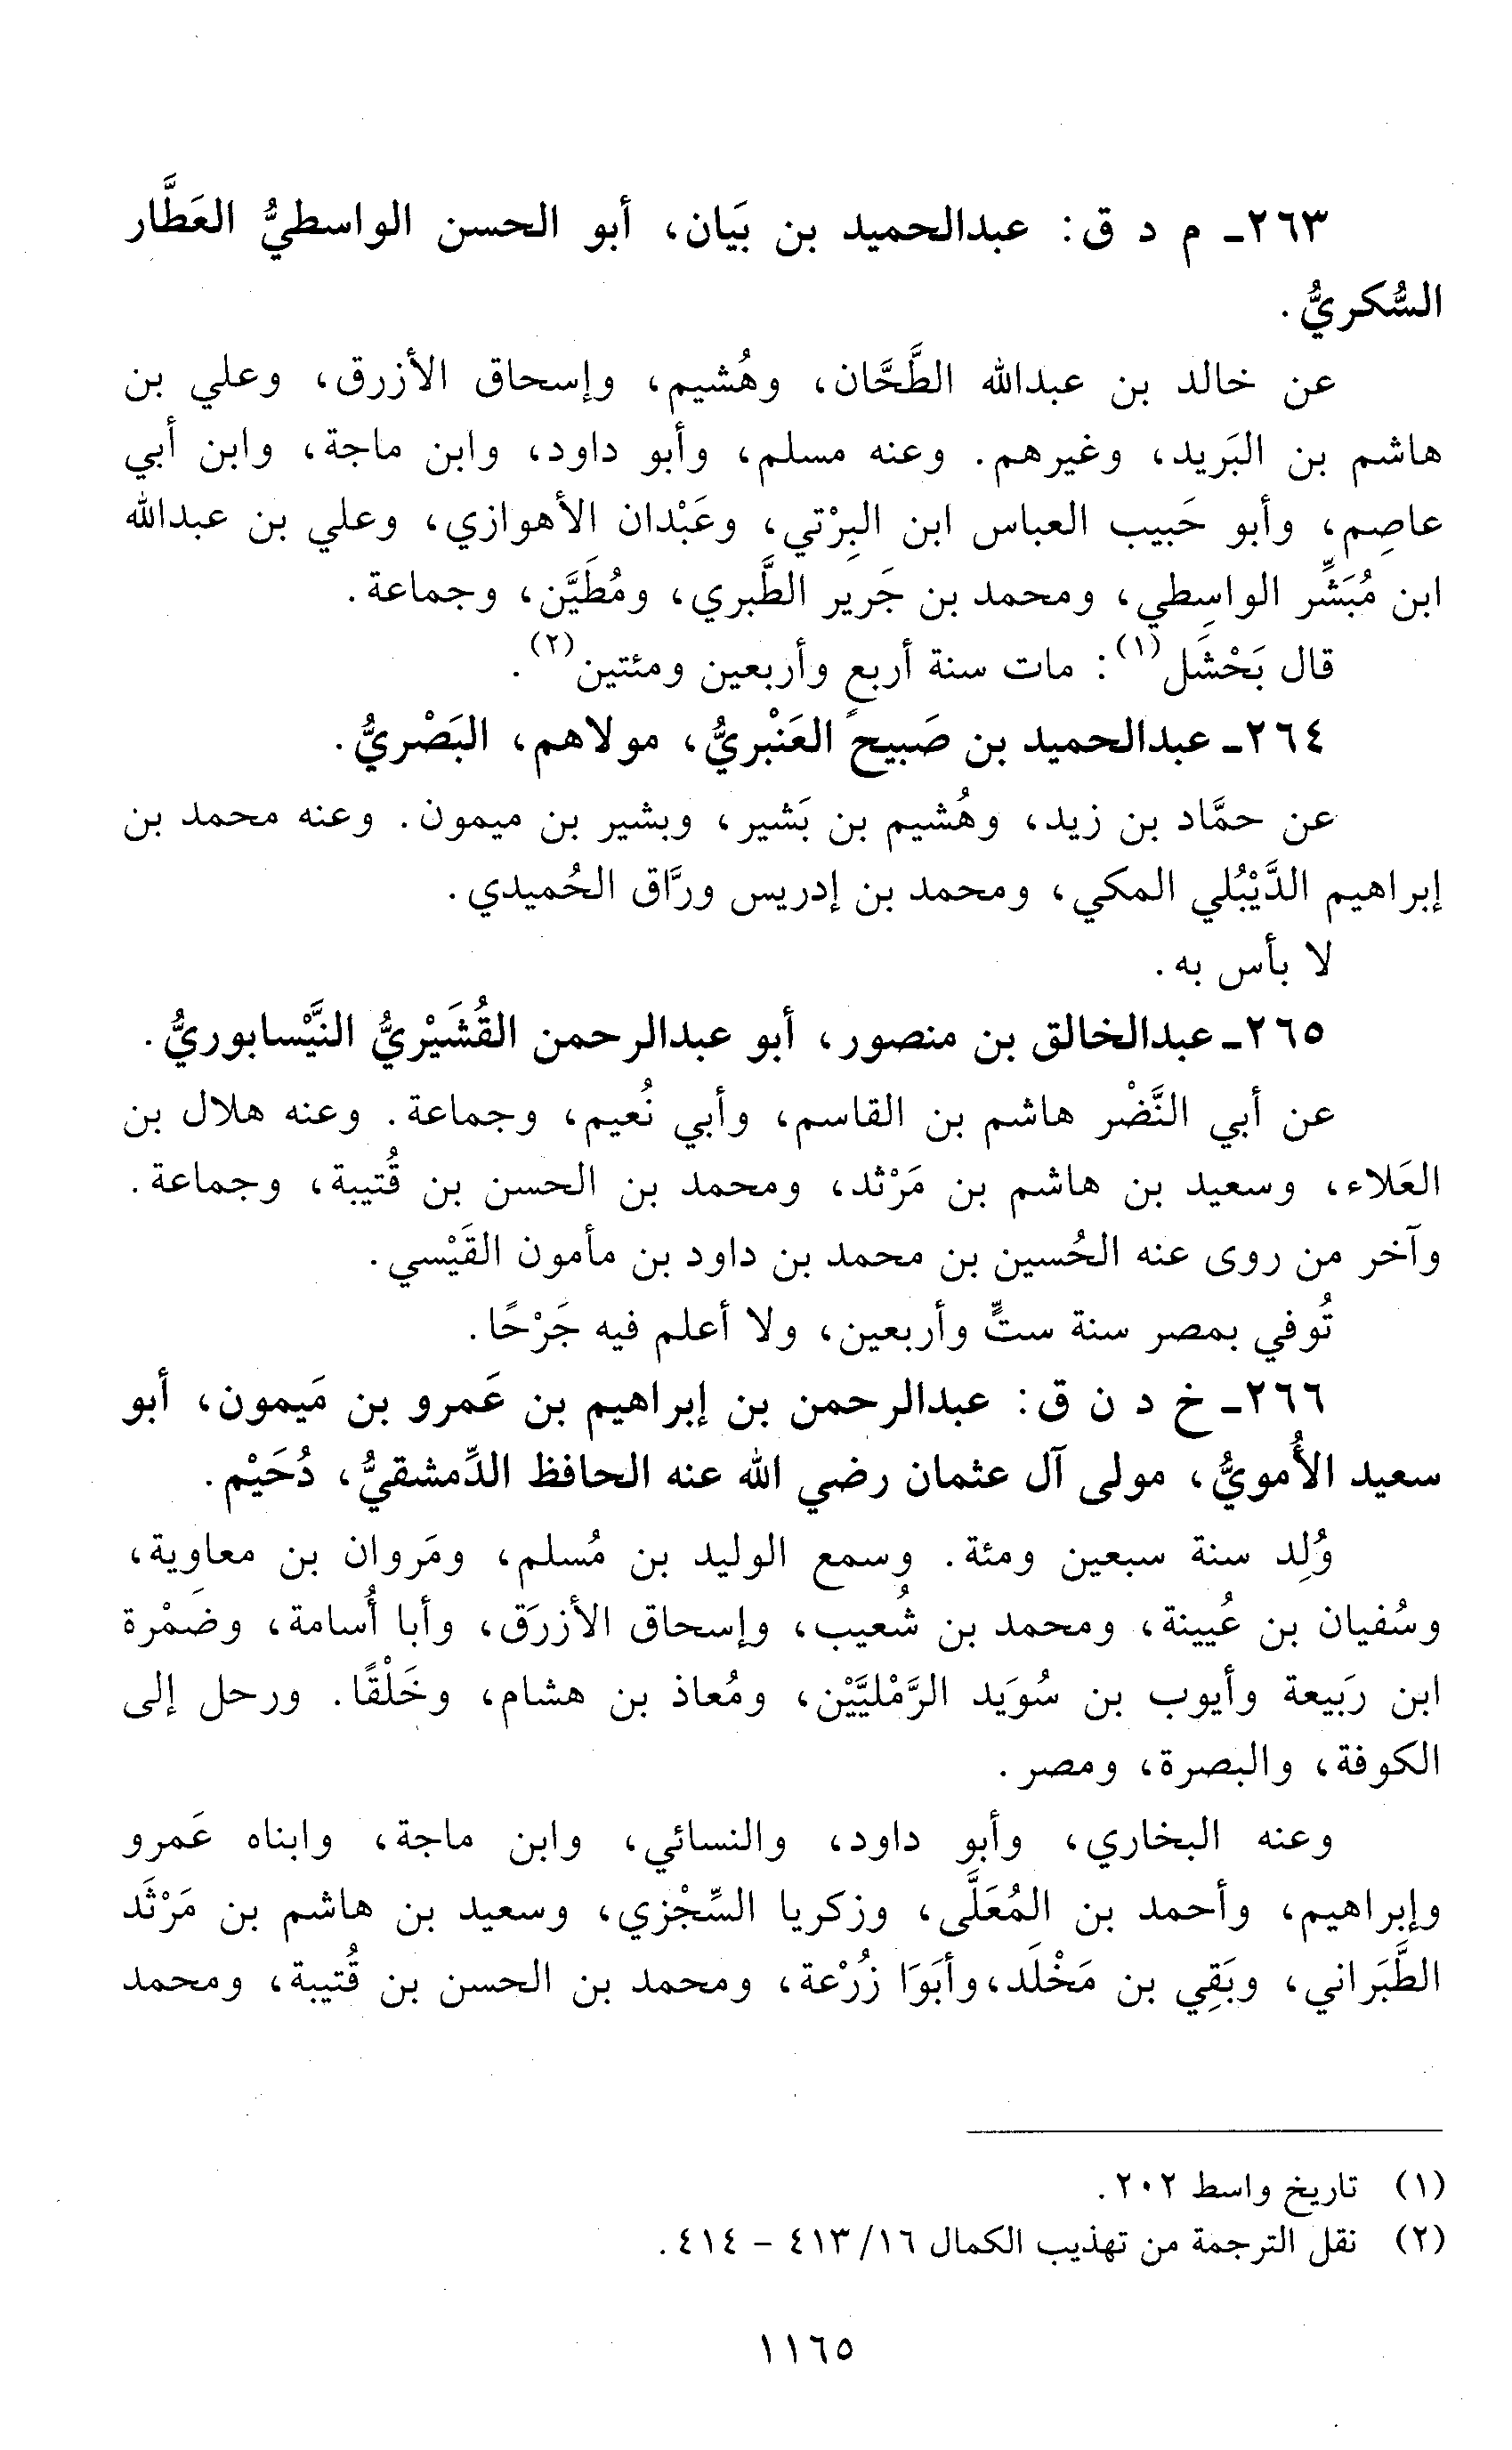 ٢٦٣ـ م د ق: عبدالحميد بن بَيَان، أبو الحسن الواسطيُّ العَطَّار
السُّكريُّ.
عن خالد بن عبدالله الطَّحَّان، وهُشيم، وإسحاق الأزرق، وعلي بن
هاشم بن البَريد، وغيرهم. وعنه مسلم، وأبو داود، وابن ماجة، وابن أبي
عاصِم، وأبو حَبيب العباس ابن البِرْتي، وعَبْدان الأهوازي، وعلي بن عبدالله
ابن مُبَشِّر الواسِطي، ومحمد بن جَرير الطَّبري، ومُطَيَّن، وجماعة.
قال بَحْشَل(١): مات سنة أربع وأربعين ومئتين(٢).
٢٦٤ـ عبدالحميد بن صَبيح العَنْبريُّ، مولاهم، البَصْريُّ.
عن حمَّاد بن زيد، وهُشيم بن بَشير، وبشير بن ميمون. وعنه محمد بن
إبراهيم الدَّيْبُلي المكي، ومحمد بن إدريس ورَّاق الحُميدي.
لا بأس به.
٢٦٥ـ عبدالخالق بن منصور، أبو عبدالرحمن القُشَيْريُّ النَّيْسابوريُّ.
عن أبي النَّضْر هاشم بن القاسم، وأبي نُعيم، وجماعة. وعنه هلال بن
العَلاء، وسعيد بن هاشم بن مَرْثد، ومحمد بن الحسن بن قُتيبة، وجماعة.
وآخر من روى عنه الحُسين بن محمد بن داود بن مأمون القَيْسي.
تُوفي بمصر سنة ستٍّ وأربعين، ولا أعلم فيه جَرْحًا.
٢٦٦ـ خ د ن ق: عبدالرحمن بن إبراهيم بن عَمرو بن مَيمون، أبو
سعيد الأُمويُّ، مولى آل عثمان رضي الله عنه الحافظ الدِّمشقيُّ، دُحَيْم.
وُلِد سنة سبعين ومئة. وسمع الوليد بن مُسلم، ومَروان بن معاوية،
وسُفيان بن عُيينة، ومحمد بن شُعيب، وإسحاق الأزرَق، وأبا أُسامة، وضَمْرة
ابن رَبيعة وأيوب بن سُوَيد الرَّمْليَّيْن، ومُعاذ بن هشام، وخَلْقًا. ورحل إلى
الكوفة، والبصرة، ومصر.
وعنه البخاري، وأبو داود، والنسائي، وابن ماجة، وابناه عَمرو
وإبراهيم، وأحمد بن المُعَلَّى، وزكريا السِّجْزي، وسعيد بن هاشم بن مَرْثَد
الطَّبَراني، وبَقِي بن مَخْلَد، وأبَوَا زُرْعة، ومحمد بن الحسن بن قُتيبة، ومحمد
(١) تاريخ واسط ٢٠٢.
(٢) نقل الترجمة من تهذيب الكمال ١٦/ ٤١٣ - ٤١٤.
١١٦٥